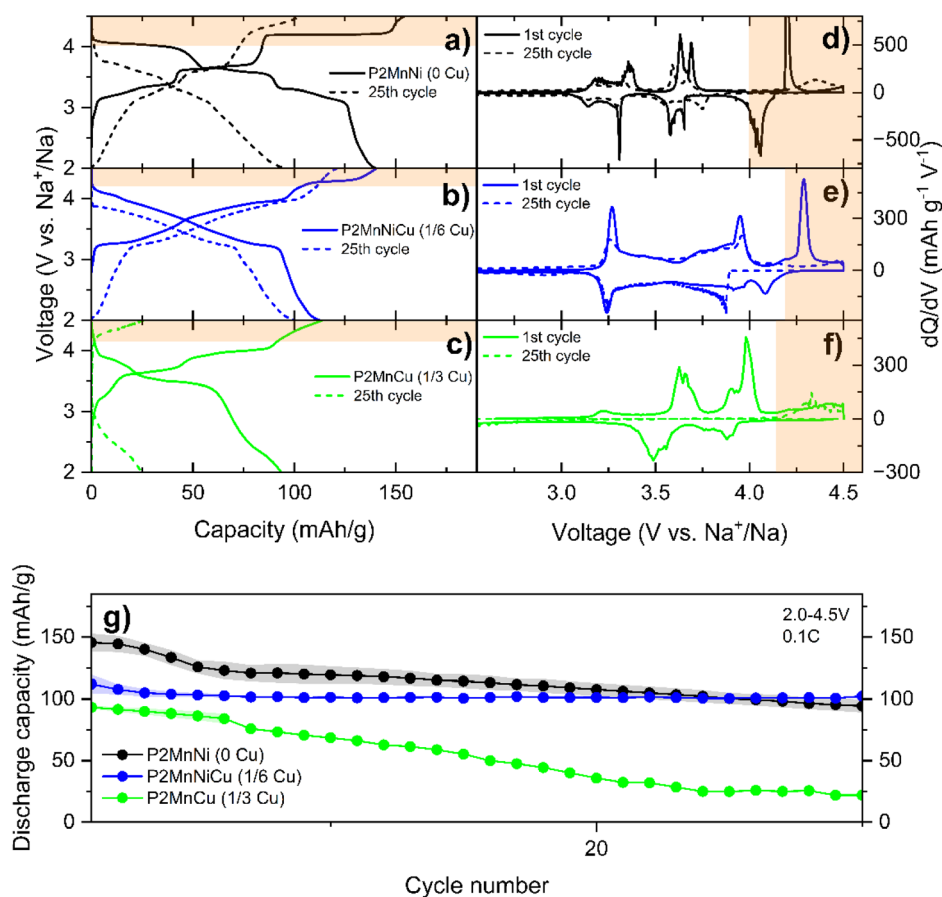 a)
P2MnNi (0 Cu)
25th cycle
4
3
2
b)
P2MnNiCu (1/6 Cu)
25th cycle
4
3
2
c)
P2MnCu (1/3 Cu)
25th cycle
4
3
2
Voltage (V vs. Na⁺/Na)
0
50
100
150
Capacity (mAh/g)
d)
1st cycle
25th cycle
500
0
−500
e)
1st cycle
25th cycle
300
0
f)
1st cycle
25th cycle
300
0
−300
dQ/dV (mAh g⁻¹ V⁻¹)
3.0
3.5
4.0
4.5
Voltage (V vs. Na⁺/Na)
g)
2.0-4.5V
0.1C
P2MnNi (0 Cu)
P2MnNiCu (1/6 Cu)
P2MnCu (1/3 Cu)
150
100
50
0
150
100
50
0
Discharge capacity (mAh/g)
20
Cycle number